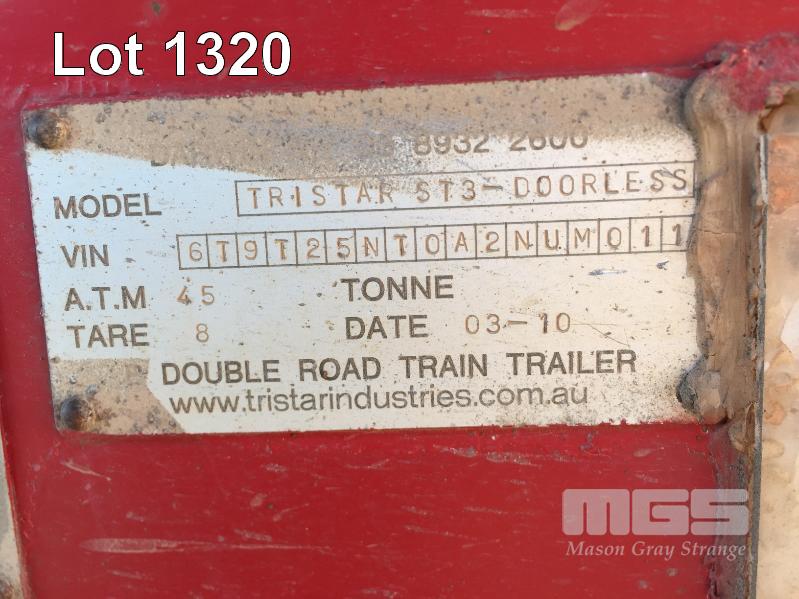 Lot 1320
8932 2600
MODEL TRISTAR ST3-DOORLESS
VIN 6T9T25NT0A2NUM011
A.T.M 45 TONNE
TARE 8 DATE 03-10
DOUBLE ROAD TRAIN TRAILER
www.tristarindustries.com.au
MGS
Mason Gray Strange